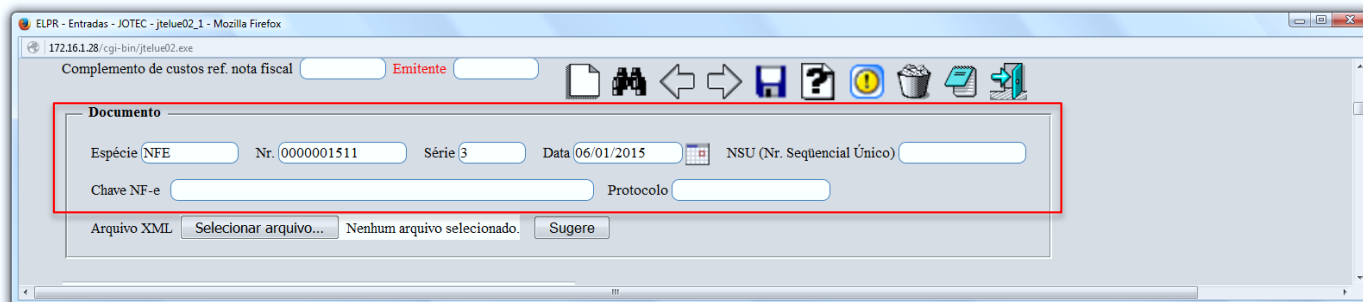 ELPR - Entradas - JOTEC - jtelue02_1 - Mozilla Firefox
172.16.1.28/cgi-bin/jtelue02.exe
Complemento de custos ref. nota fiscal Emitente
Documento
Espécie NFE Nr. 0000001511 Série 3 Data 06/01/2015 NSU (Nr. Seqüencial Único)
Chave NF-e Protocolo
Arquivo XML Selecionar arquivo... Nenhum arquivo selecionado. Sugere